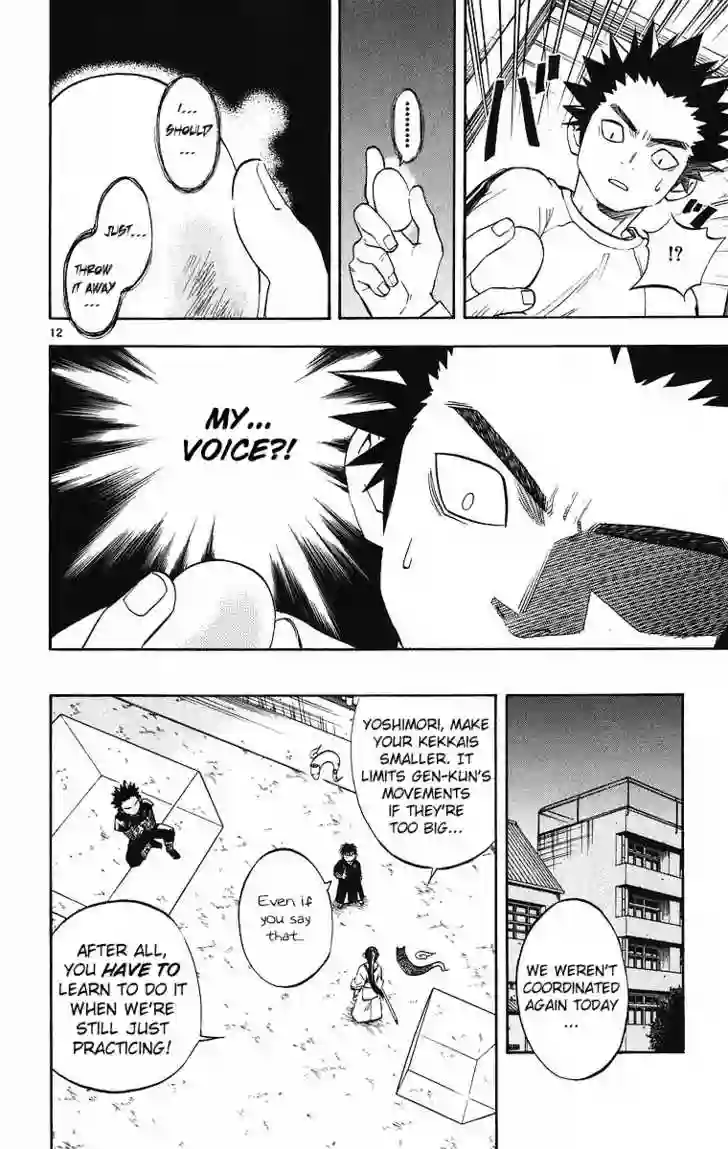 !?
.........
I...
SHOULD
...
JUST...
THROW
IT AWAY
...
12
MY...
VOICE?!
WE WEREN'T
COORDINATED
AGAIN TODAY
...
YOSHIMORI, MAKE
YOUR KEKKAIS
SMALLER. IT
LIMITS GEN-KUN'S
MOVEMENTS
IF THEY'RE
TOO BIG...
Even if
you say
that...
AFTER ALL,
YOU HAVE TO
LEARN TO DO IT
WHEN WE'RE
STILL JUST
PRACTICING!